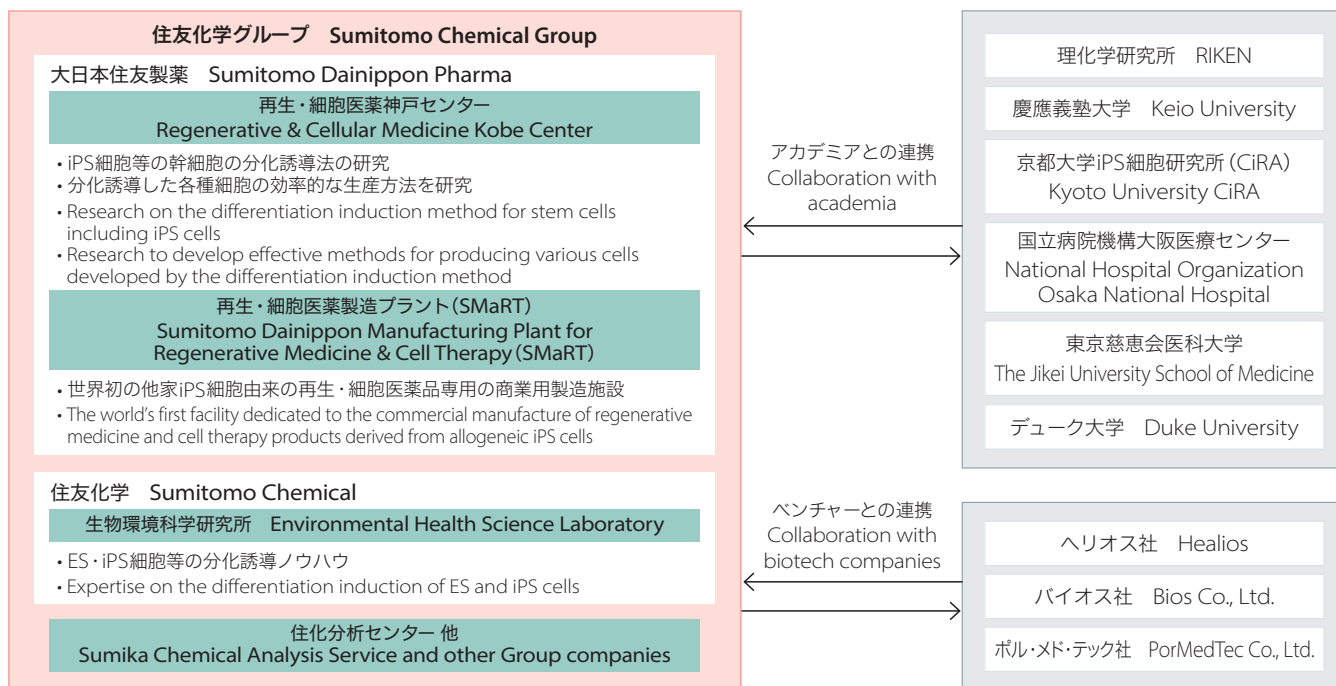 住友化学グループ Sumitomo Chemical Group
大日本住友製薬 Sumitomo Dainippon Pharma
再生・細胞医薬神戸センター
Regenerative & Cellular Medicine Kobe Center
・iPS細胞等の幹細胞の分化誘導法の研究
・分化誘導した各種細胞の効率的な生産方法を研究
・Research on the differentiation induction method for stem cells
including iPS cells
・Research to develop effective methods for producing various cells
developed by the differentiation induction method
再生・細胞医薬製造プラント(SMaRT)
Sumitomo Dainippon Manufacturing Plant for
Regenerative Medicine & Cell Therapy(SMaRT)
・世界初の他家iPS細胞由来の再生・細胞医薬品専用の商業用製造施設
・The world's first facility dedicated to the commercial manufacture of regenerative
medicine and cell therapy products derived from allogeneic iPS cells
住友化学 Sumitomo Chemical
生物環境科学研究所 Environmental Health Science Laboratory
・ES・iPS細胞等の分化誘導ノウハウ
・Expertise on the differentiation induction of ES and iPS cells
住化分析センター 他
Sumika Chemical Analysis Service and other Group companies
アカデミアとの連携
Collaboration with
academia
ベンチャーとの連携
Collaboration with
biotech companies
理化学研究所 RIKEN
慶應義塾大学 Keio University
京都大学iPS細胞研究所(CiRA)
Kyoto University CiRA
国立病院機構大阪医療センター
National Hospital Organization
Osaka National Hospital
東京慈恵会医科大学
The Jikei University School of Medicine
デューク大学 Duke University
ヘリオス社 Healios
バイオス社 Bios Co., Ltd.
ポル・メド・テック社 PorMedTec Co., Ltd.